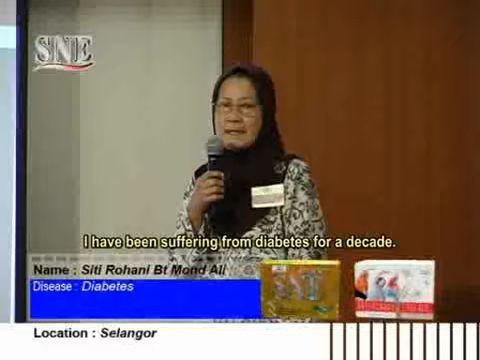 SNE
I have been suffering from diabetes for a decade.
Name : Siti Rohani Bt Mohd Ali
Disease : Diabetes
Location : Selangor